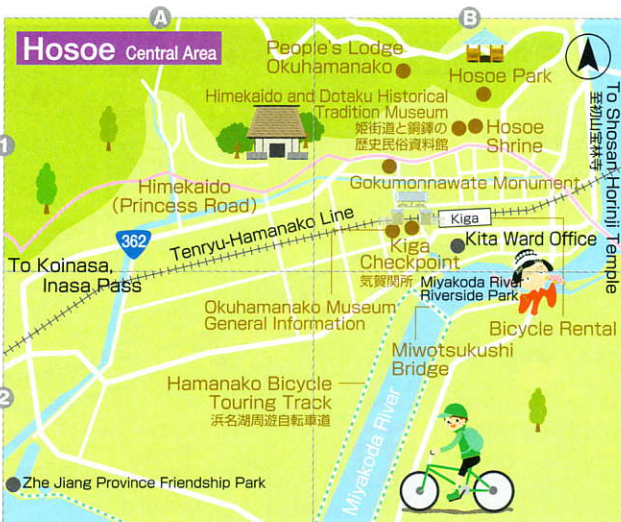 A
B
Hosoe Central Area
People's Lodge
Okuhamanako
Hosoe Park
Himekaido and Dotaku Historical
Tradition Museum
姫街道と銅鐸の
歴史民俗資料館
Hosoe
Shrine
To Shosan Horinji Temple
至初山宝林寺
1
Himekaido
(Princess Road)
Gokumonnawate Monument
362
Tenryu-Hamanako Line
Kiga
Kiga
Checkpoint
気賀関所
Kita Ward Office
To Koinasa,
Inasa Pass
Miyakoda River
Riverside Park
Okuhamanako Museum
General Information
Bicycle Rental
Miwotsukushi
Bridge
2
Hamanako Bicycle
Touring Track
浜名湖周遊自転車道
Miyakoda River
Zhe Jiang Province Friendship Park